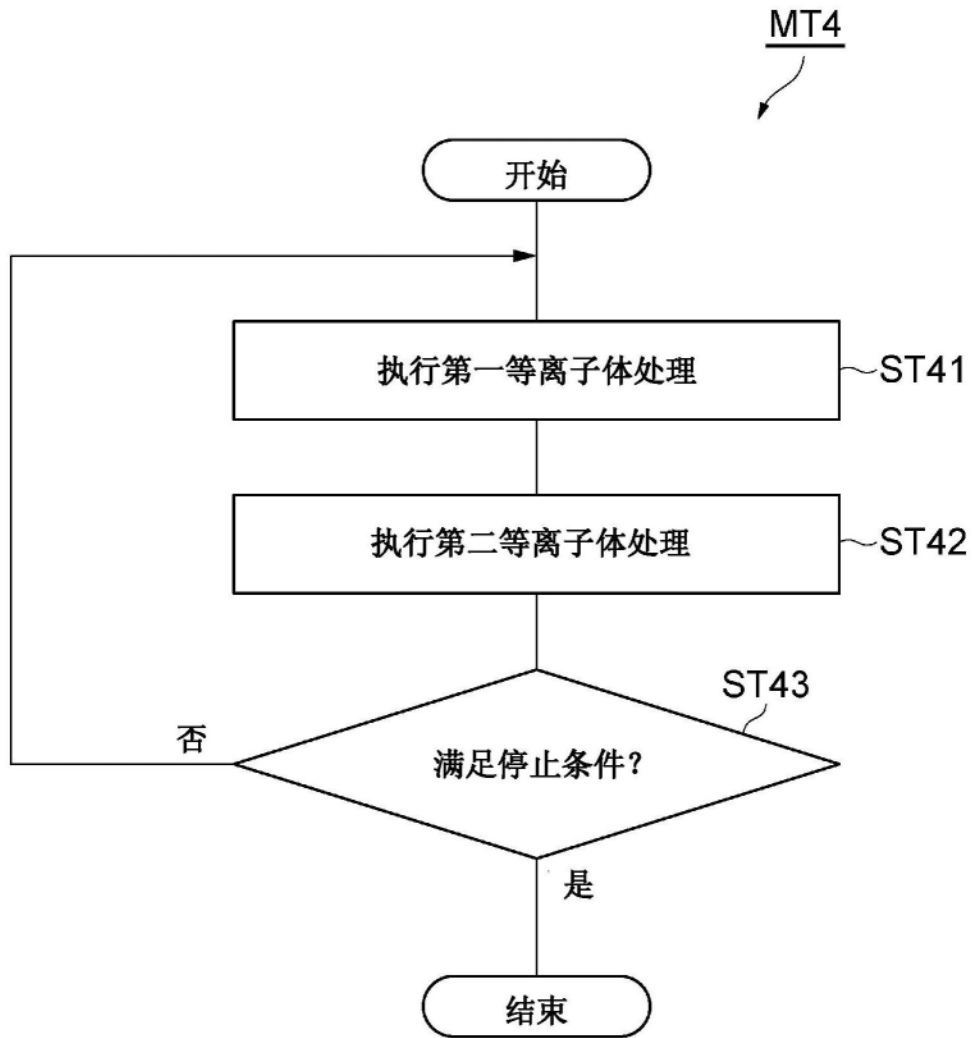 MT4
开始
执行第一等离子体处理
ST41
执行第二等离子体处理
ST42
ST43
满足停止条件?
否
是
结束